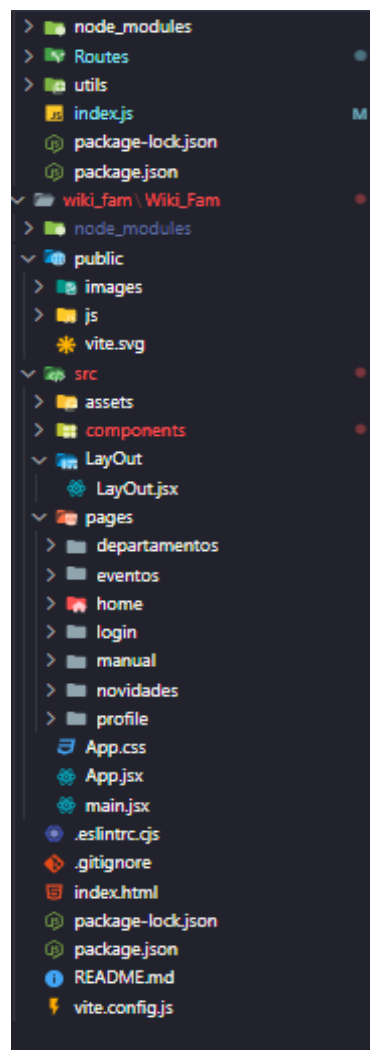 node_modules
Routes
utils
index.js M
package-lock.json
package.json
wiki_fam \ Wiki_Fam
node_modules
public
images
js
vite.svg
src
assets
components
LayOut
LayOut.jsx
pages
departamentos
eventos
home
login
manual
novidades
profile
App.css
App.jsx
main.jsx
.eslintrc.cjs
.gitignore
index.html
package-lock.json
package.json
README.md
vite.config.js